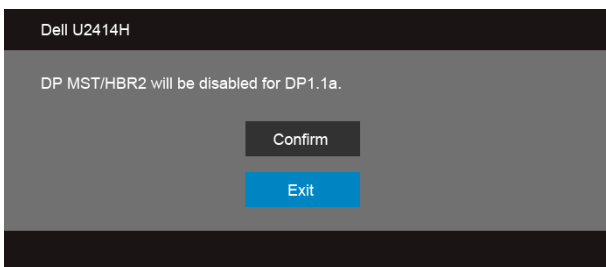 Dell U2414H
DP MST/HBR2 will be disabled for DP1.1a.
Confirm
Exit